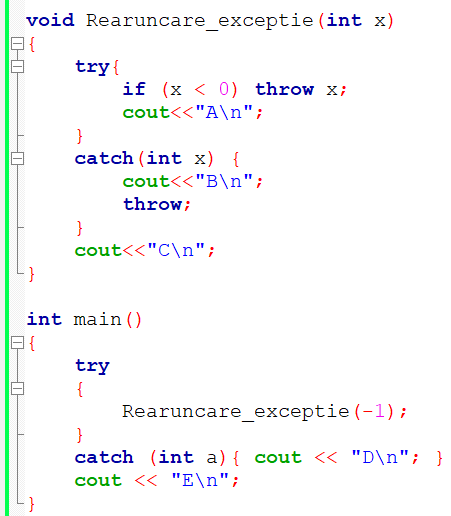 void Rearuncare_exceptie(int x)
{
try{
if (x < 0) throw x;
cout<<"A\n";
}
catch(int x) {
cout<<"B\n";
throw;
}
cout<<"C\n";
}
int main()
{
try
{
Rearuncare_exceptie(-1);
}
catch (int a){ cout << "D\n"; }
cout << "E\n";
}